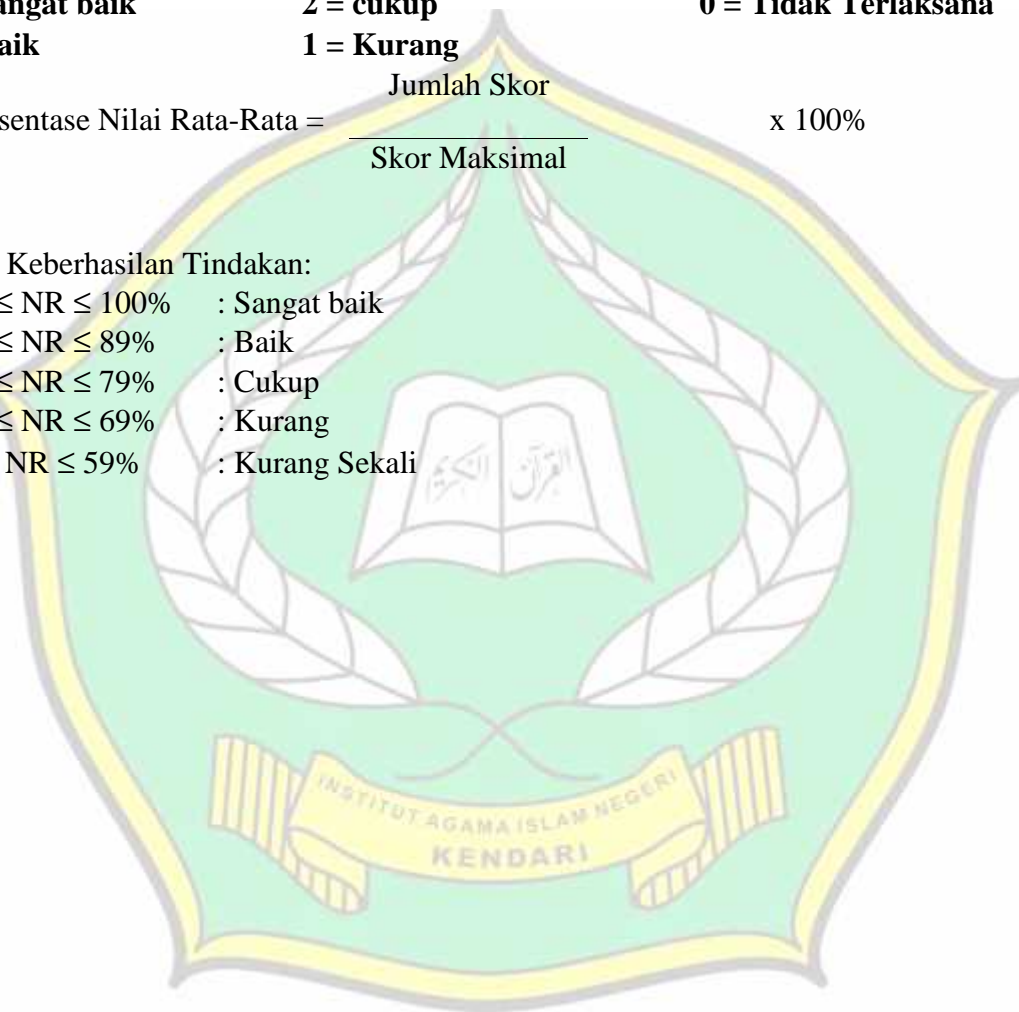 angat baik 2 = cukup 0 = Tidak Terlaksana
aik 1 = Kurang
Jumlah Skor
sentase Nilai Rata-Rata = x 100%
Skor Maksimal
Keberhasilan Tindakan:
≤ NR ≤ 100% : Sangat baik
≤ NR ≤ 89% : Baik
≤ NR ≤ 79% : Cukup
≤ NR ≤ 69% : Kurang
NR ≤ 59% : Kurang Sekali
القرآن الكريم
INSTITUT AGAMA ISLAM NEGERI
KENDARI